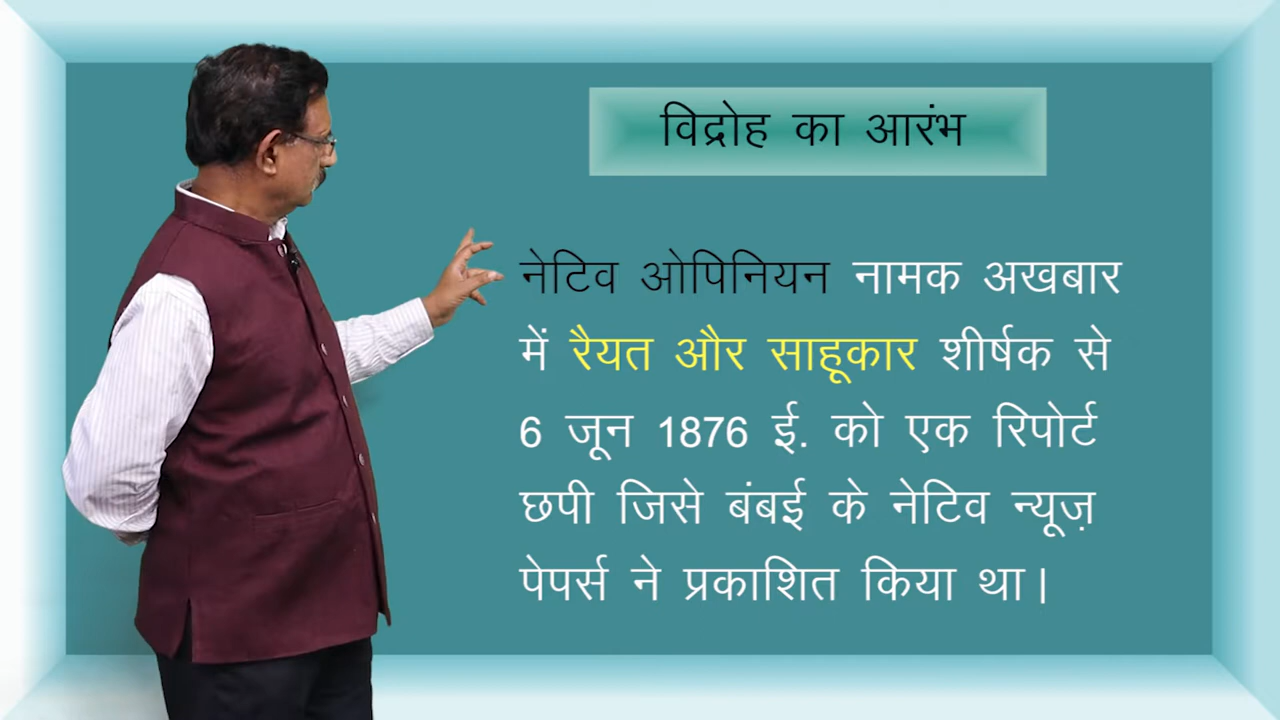 विद्रोह का आरंभ
नेटिव ओपिनियन नामक अखबार
में रैयत और साहूकार शीर्षक से
6 जून 1876 ई. को एक रिपोर्ट
छपी जिसे बंबई के नेटिव न्यूज़
पेपर्स ने प्रकाशित किया था।